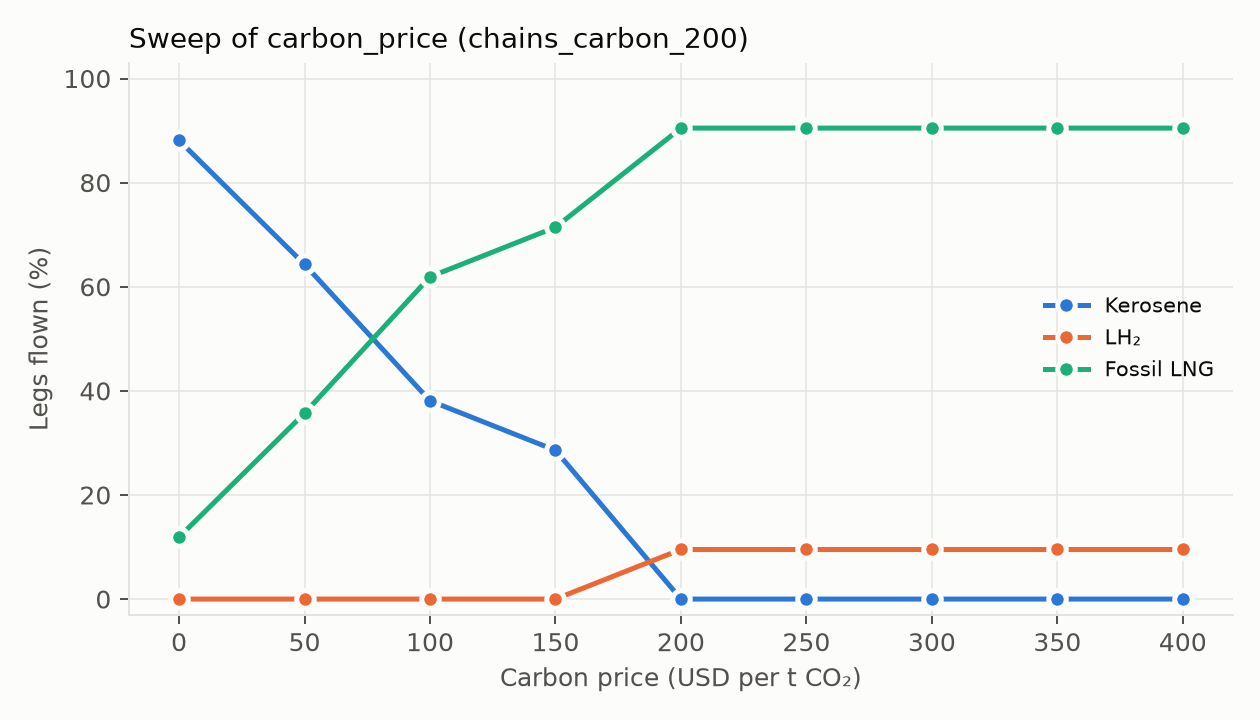 Sweep of carbon_price (chains_carbon_200)
100
80
60
40
20
0
Legs flown (%)
Kerosene
LH₂
Fossil LNG
0 50 100 150 200 250 300 350 400
Carbon price (USD per t CO₂)